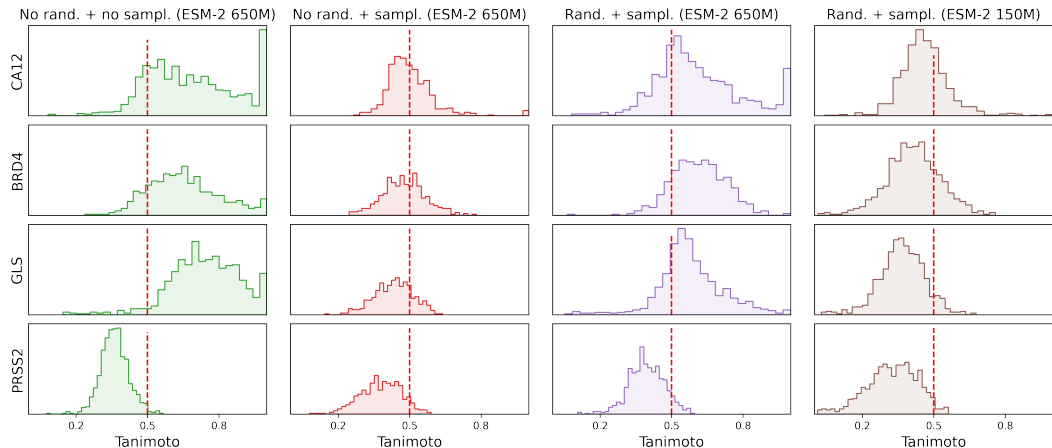 No rand. + no sampl. (ESM-2 650M)
No rand. + sampl. (ESM-2 650M)
Rand. + sampl. (ESM-2 650M)
Rand. + sampl. (ESM-2 150M)
CA12
BRD4
GLS
PRSS2
0.2 0.5 0.8
0.2 0.5 0.8
0.2 0.5 0.8
0.2 0.5 0.8
Tanimoto
Tanimoto
Tanimoto
Tanimoto